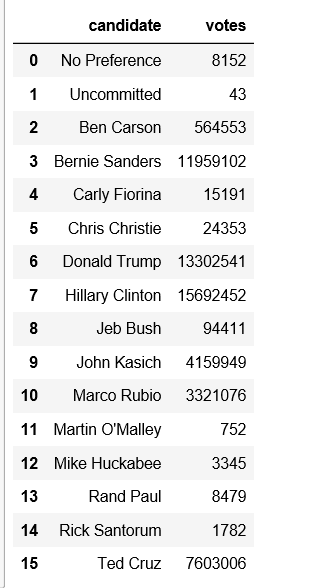 candidate votes
0 No Preference 8152
1 Uncommitted 43
2 Ben Carson 564553
3 Bernie Sanders 11959102
4 Carly Fiorina 15191
5 Chris Christie 24353
6 Donald Trump 13302541
7 Hillary Clinton 15692452
8 Jeb Bush 94411
9 John Kasich 4159949
10 Marco Rubio 3321076
11 Martin O'Malley 752
12 Mike Huckabee 3345
13 Rand Paul 8479
14 Rick Santorum 1782
15 Ted Cruz 7603006